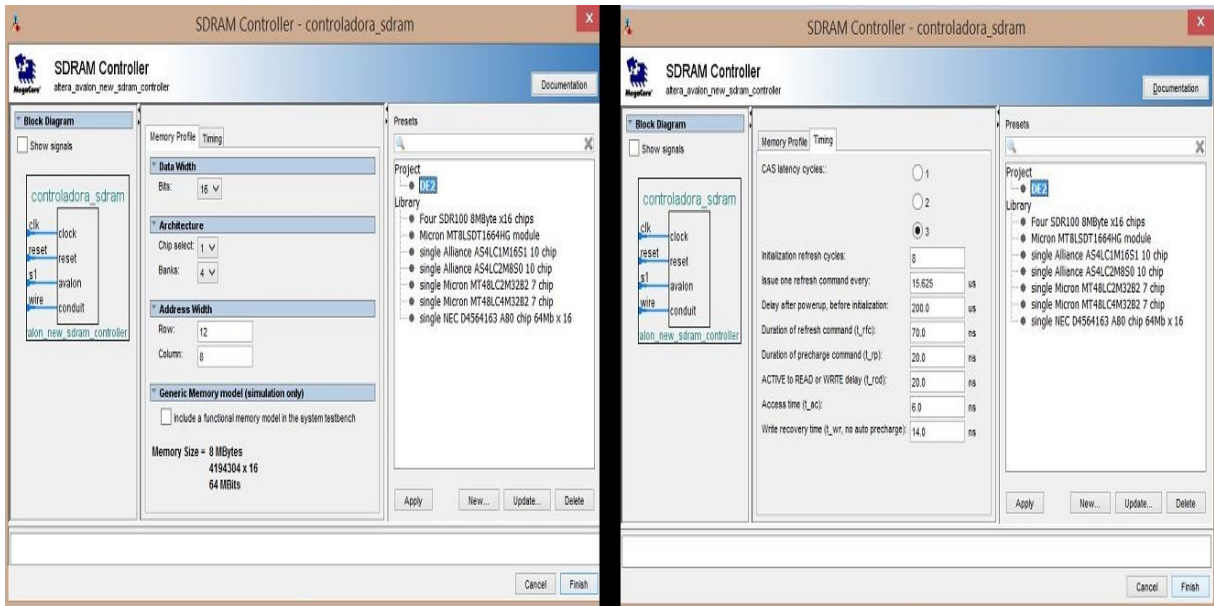 SDRAM Controller - controladora_sdram
x
SDRAM Controller
altera_avalon_new_sdram_controller
MegaCore'
Documentation
Block Diagram
Show signals
controladora_sdram
clk
clock
reset
reset
s1
avalon
wire
conduit
alon_new_sdram_controller
Memory Profile Timing
Data Width
Bits: 16
Architecture
Chip select: 1
Banks: 4
Address Width
Row: 12
Column: 8
Generic Memory model (simulation only)
Include a functional memory model in the system testbench
Memory Size = 8 MBytes
4194304 x 16
64 MBits
Presets
Project
DE2
Library
Four SDR100 8MByte x16 chips
Micron MT8LSDT1664HG module
single Alliance AS4LC1M16S1 10 chip
single Alliance AS4LC2M8S0 10 chip
single Micron MT48LC2M32B2 7 chip
single Micron MT48LC4M32B2 7 chip
single NEC D4564163 A80 chip 64Mb x 16
Apply New... Update... Delete
Cancel Finish
SDRAM Controller - controladora_sdram
x
SDRAM Controller
altera_avalon_new_sdram_controller
MegaCore'
Documentation
Block Diagram
Show signals
controladora_sdram
clk
clock
reset
reset
s1
avalon
wire
conduit
alon_new_sdram_controller
Memory Profile Timing
CAS latency cycles:: 1
2
3
Initialization refresh cycles: 8
Issue one refresh command every: 15.625 us
Delay after powerup, before initialization: 200.0 us
Duration of refresh command (t_rfc): 70.0 ns
Duration of precharge command (t_rp): 20.0 ns
ACTIVE to READ or WRITE delay (t_rcd): 20.0 ns
Access time (t_ac): 6.0 ns
Write recovery time (t_wr, no auto precharge): 14.0 ns
Presets
Project
DE2
Library
Four SDR100 8MByte x16 chips
Micron MT8LSDT1664HG module
single Alliance AS4LC1M16S1 10 chip
single Alliance AS4LC2M8S0 10 chip
single Micron MT48LC2M32B2 7 chip
single Micron MT48LC4M32B2 7 chip
single NEC D4564163 A80 chip 64Mb x 16
Apply New... Update... Delete
Cancel Finish